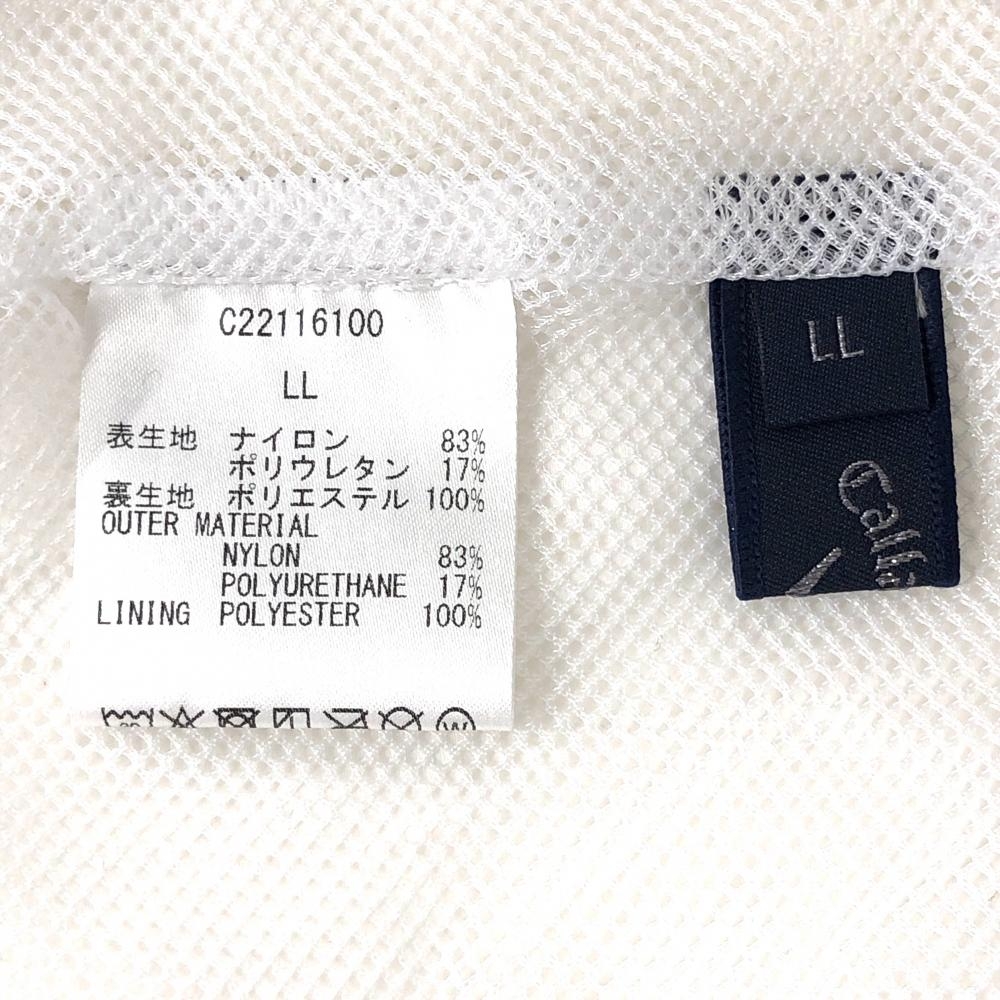 C22116100
LL
表生地 ナイロン 83%
ポリウレタン 17%
裏生地 ポリエステル 100%
OUTER MATERIAL
NYLON 83%
POLYURETHANE 17%
LINING POLYESTER 100%
W
LL